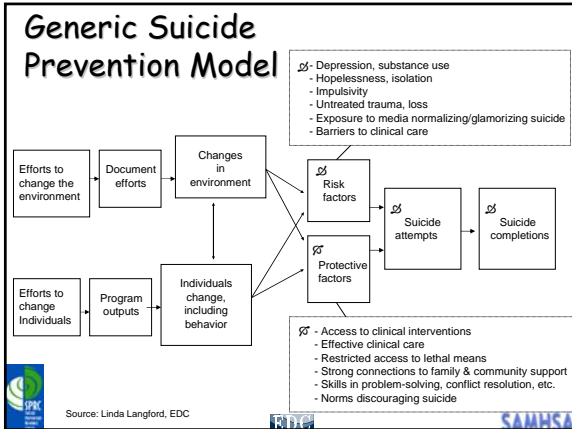 Generic Suicide
Prevention Model
- Depression, substance use
- Hopelessness, isolation
- Impulsivity
- Untreated trauma, loss
- Exposure to media normalizing/glamorizing suicide
- Barriers to clinical care
Efforts to
change the
environment
Document
efforts
Changes
in
environment
Risk
factors
Suicide
attempts
Suicide
completions
Protective
factors
Efforts to
change
Individuals
Program
outputs
Individuals
change,
including
behavior
- Access to clinical interventions
- Effective clinical care
- Restricted access to lethal means
- Strong connections to family & community support
- Skills in problem-solving, conflict resolution, etc.
- Norms discouraging suicide
SPRC
Source: Linda Langford, EDC
EDC
SAMHSA